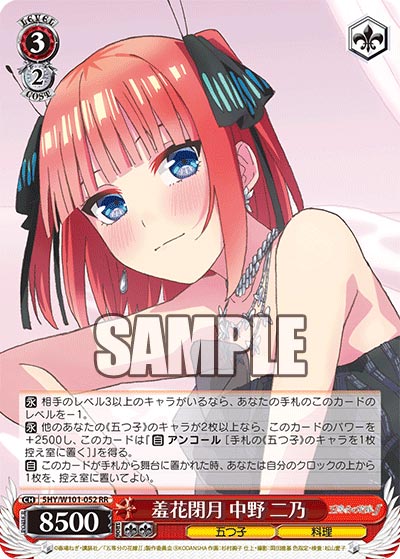 LEVEL
3
2
COST
SAMPLE
永 相手のレベル3以上のキャラがいるなら、あなたの手札のこのカードの
レベルを-1。
永 他のあなたの《五つ子》のキャラが2枚以上なら、このカードのパワーを
+2500し、このカードは『自 アンコール [手札の《五つ子》のキャラを1枚
控え室に置く]』を得る。
自 このカードが手札から舞台に置かれた時、あなたは自分のクロックの上から
1枚を、控え室に置いてよい。
CH 5HY/W101-052 RR
8500
羞花閉月 中野 二乃
五つ子
料理